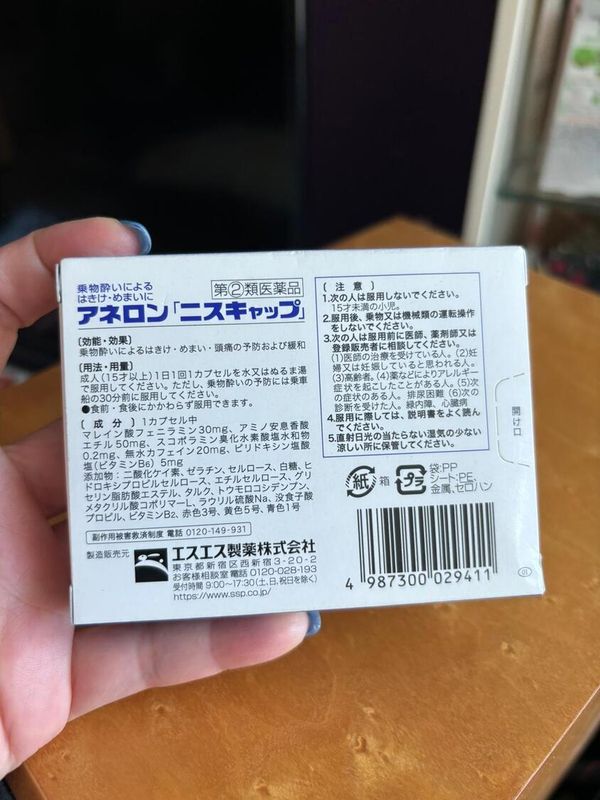 乗物酔いによる
はきけ・めまいに
アネロン「ニスキャップ」
指②類医薬品
〔効能・効果〕
乗物酔いによるはきけ・めまい・頭痛の予防および緩和
〔用法・用量〕
成人(15才以上)1日1回1カプセルを水又はぬるま湯
で服用してください。ただし、乗物酔いの予防には乗車
船の30分前に服用してください。
●食前・食後にかかわらず服用できます。
〔成分〕1カプセル中
マレイン酸フェニラミン30mg、アミノ安息香酸
エチル50mg、スコポラミン臭化水素酸塩水和物
0.2mg、無水カフェイン20mg、ピリドキシン塩酸
塩(ビタミンB₆)5mg
添加物:二酸化ケイ素、ゼラチン、セルロース、白糖、ヒ
ドロキシプロピルセルロース、エチルセルロース、グリ
セリン脂肪酸エステル、タルク、トウモロコシデンプン、
メタクリル酸コポリマーL、ラウリル硫酸Na、没食子酸
プロピル、ビタミンB₂、赤色3号、黄色5号、青色1号
副作用被害救済制度 電話 0120-149-931
製造販売元
エスエス製薬株式会社
東京都新宿区西新宿3-20-2
お客様相談室 電話 0120-028-193
受付時間 9:00〜17:30(土、日、祝日を除く)
https://www.ssp.co.jp/
〔注意〕
1.次の人は服用しないでください。
15才未満の小児。
2.服用後、乗物又は機械類の運転操作
をしないでください。
3.次の人は服用前に医師、薬剤師又は
登録販売者に相談してください。
(1)医師の治療を受けている人。(2)妊
婦又は妊娠していると思われる人。
(3)高齢者。(4)薬などによりアレルギー
症状を起こしたことがある人。(5)次
の症状のある人。排尿困難 (6)次の
診断を受けた人。緑内障、心臓病
4.服用に際しては、説明書をよく読ん
でください。
5.直射日光の当たらない湿気の少ない
涼しい所に保管してください。
開け口
紙 箱
プラ
袋:PP
シート:PE、
金属、セロハン
4 987300 029411
01